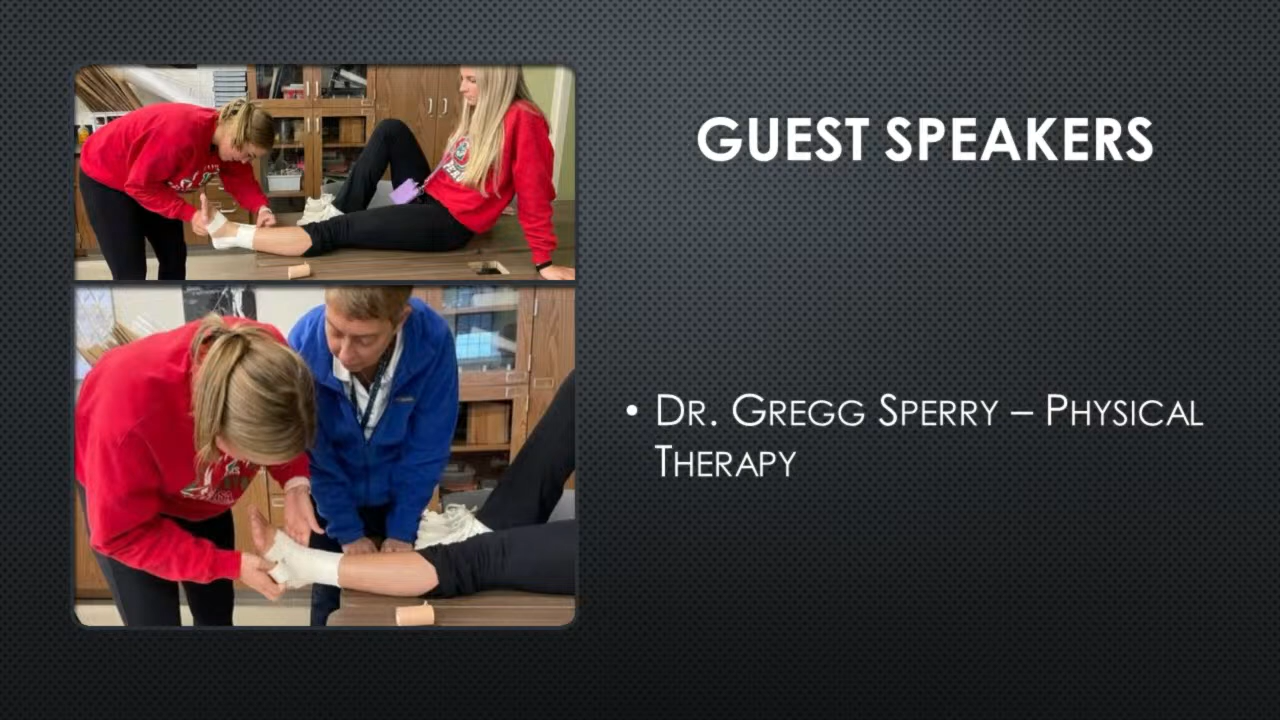 GUEST SPEAKERS
• DR. GREGG SPERRY – PHYSICAL
THERAPY